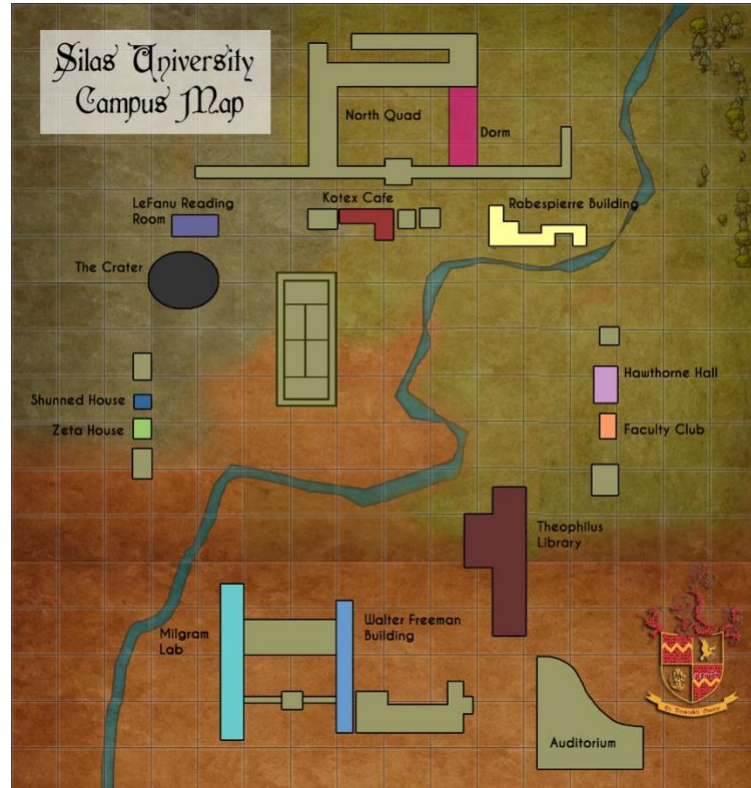 Silas University
Campus Map
North Quad
Dorm
LeFanu Reading
Room
Kotex Cafe
Robespierre Building
The Crater
Shunned House
Hawthorne Hall
Zeta House
Faculty Club
Theophilus
Library
Milgram
Lab
Walter Freeman
Building
Auditorium